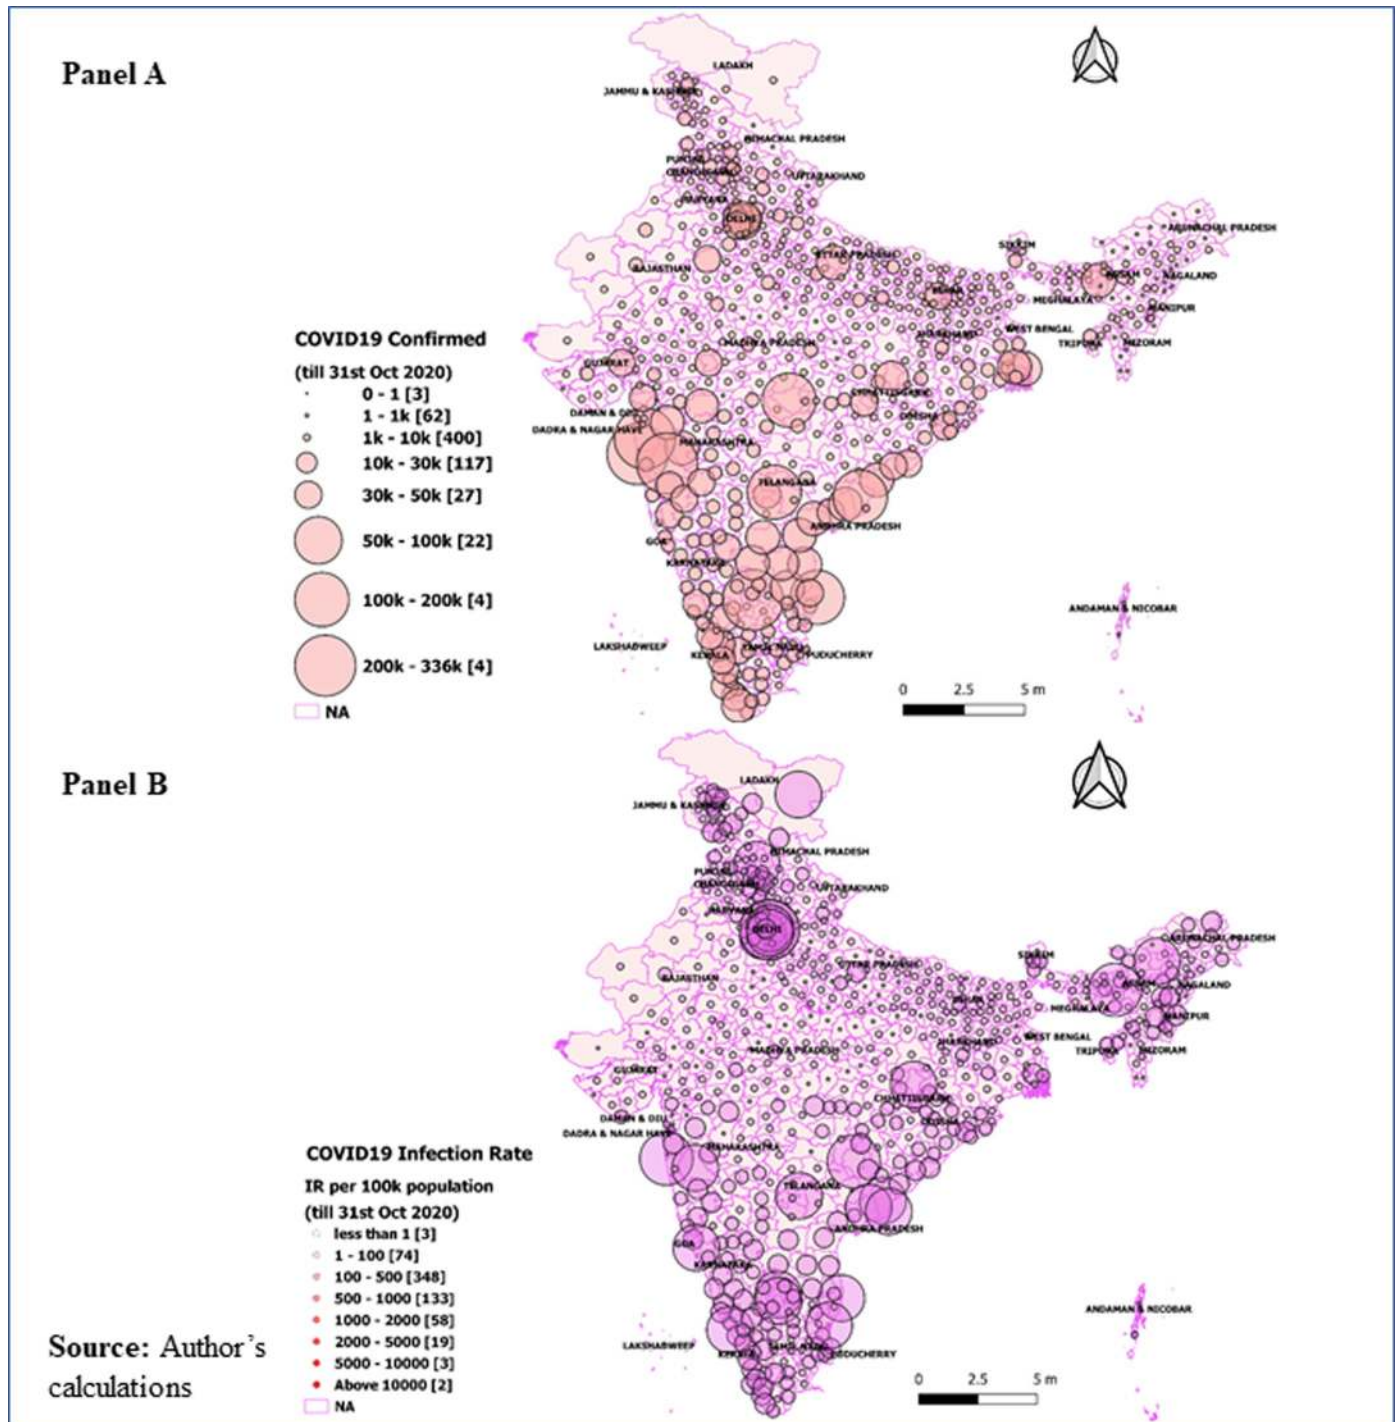 Panel A
LADAKH
JAMMU & KASHMIR
HIMACHAL PRADESH
PUNJAB
CHANDIGARH
UTTARAKHAND
HARYANA
DELHI
ARUNACHAL PRADESH
SIKKIM
UTTAR PRADESH
RAJASTHAN
ASSAM
NAGALAND
BIHAR
MEGHALAYA
MANIPUR
WEST BENGAL
JHARKHAND
TRIPURA
MIZORAM
MADHYA PRADESH
GUJARAT
CHHATTISGARH
DAMAN & DIU
ODISHA
DADRA & NAGAR HAVE
MAHARASHTRA
TELANGANA
ANDHRA PRADESH
GOA
KARNATAKA
ANDAMAN & NICOBAR
LAKSHADWEEP
KERALA
TAMIL NADU
PUDUCHERRY
COVID19 Confirmed
(till 31st Oct 2020)
0 - 1 [3]
1 - 1k [62]
1k - 10k [400]
10k - 30k [117]
30k - 50k [27]
50k - 100k [22]
100k - 200k [4]
200k - 336k [4]
NA
0 2.5 5 m
Panel B
LADAKH
JAMMU & KASHMIR
HIMACHAL PRADESH
PUNJAB
CHANDIGARH
UTTARAKHAND
HARYANA
DELHI
ARUNACHAL PRADESH
SIKKIM
UTTAR PRADESH
RAJASTHAN
ASSAM
NAGALAND
BIHAR
MEGHALAYA
MANIPUR
WEST BENGAL
JHARKHAND
TRIPURA
MIZORAM
MADHYA PRADESH
GUJARAT
CHHATTISGARH
DAMAN & DIU
ODISHA
DADRA & NAGAR HAVE
MAHARASHTRA
TELANGANA
ANDHRA PRADESH
GOA
KARNATAKA
ANDAMAN & NICOBAR
LAKSHADWEEP
KERALA
TAMIL NADU
PUDUCHERRY
COVID19 Infection Rate
IR per 100k population
(till 31st Oct 2020)
less than 1 [3]
1 - 100 [74]
100 - 500 [348]
500 - 1000 [133]
1000 - 2000 [58]
2000 - 5000 [19]
5000 - 10000 [3]
Above 10000 [2]
NA
0 2.5 5 m
Source: Author's
calculations